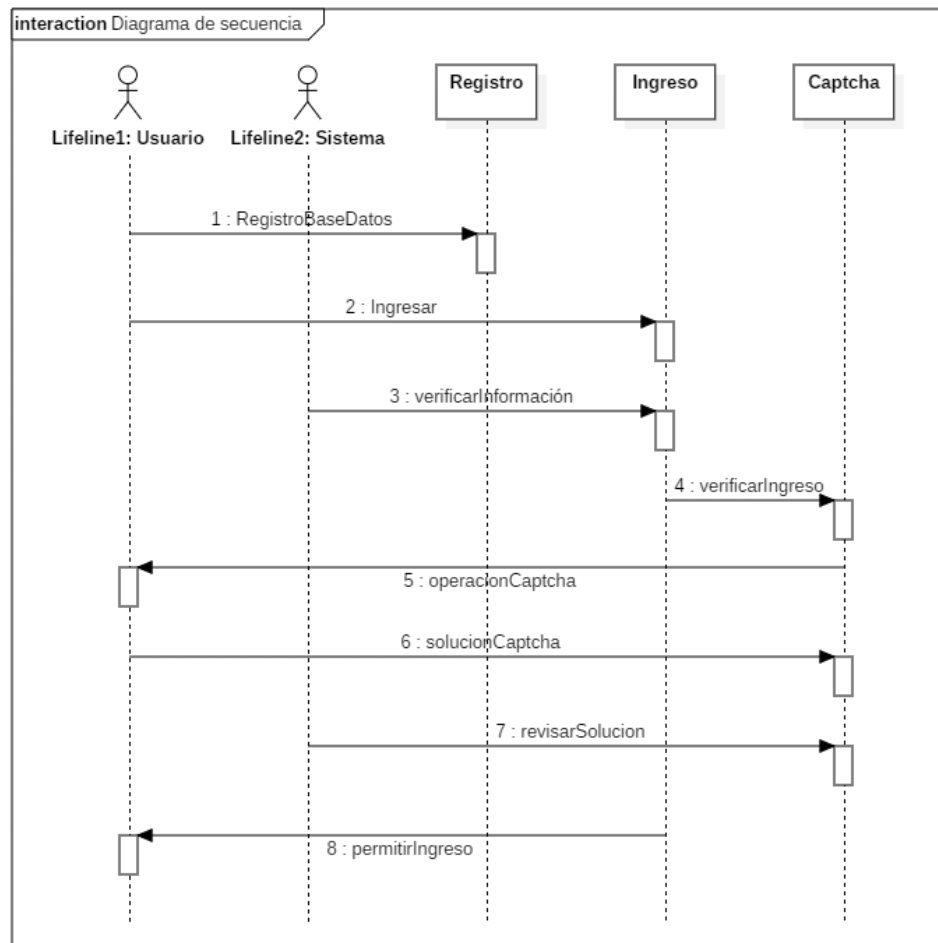 interaction Diagrama de secuencia
Registro
Ingreso
Captcha
Lifeline1: Usuario
Lifeline2: Sistema
1 : RegistroBaseDatos
2 : Ingresar
3 : verificarInformación
4 : verificarIngreso
5 : operacionCaptcha
6 : solucionCaptcha
7 : revisarSolucion
8 : permitirIngreso